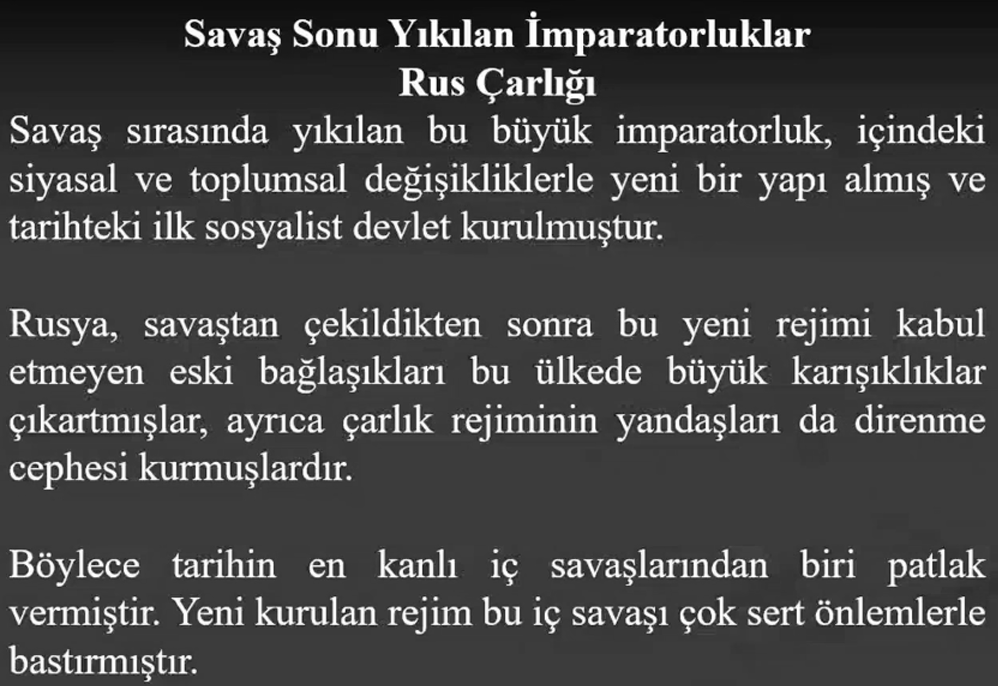 Savaş Sonu Yıkılan İmparatorluklar
Rus Çarlığı
Savaş sırasında yıkılan bu büyük imparatorluk, içindeki
siyasal ve toplumsal değişikliklerle yeni bir yapı almış ve
tarihteki ilk sosyalist devlet kurulmuştur.
Rusya, savaştan çekildikten sonra bu yeni rejimi kabul
etmeyen eski bağlaşıkları bu ülkede büyük karışıklıklar
çıkartmışlar, ayrıca çarlık rejiminin yandaşları da direnme
cephesi kurmuşlardır.
Böylece tarihin en kanlı iç savaşlarından biri patlak
vermiştir. Yeni kurulan rejim bu iç savaşı çok sert önlemlerle
bastırmıştır.